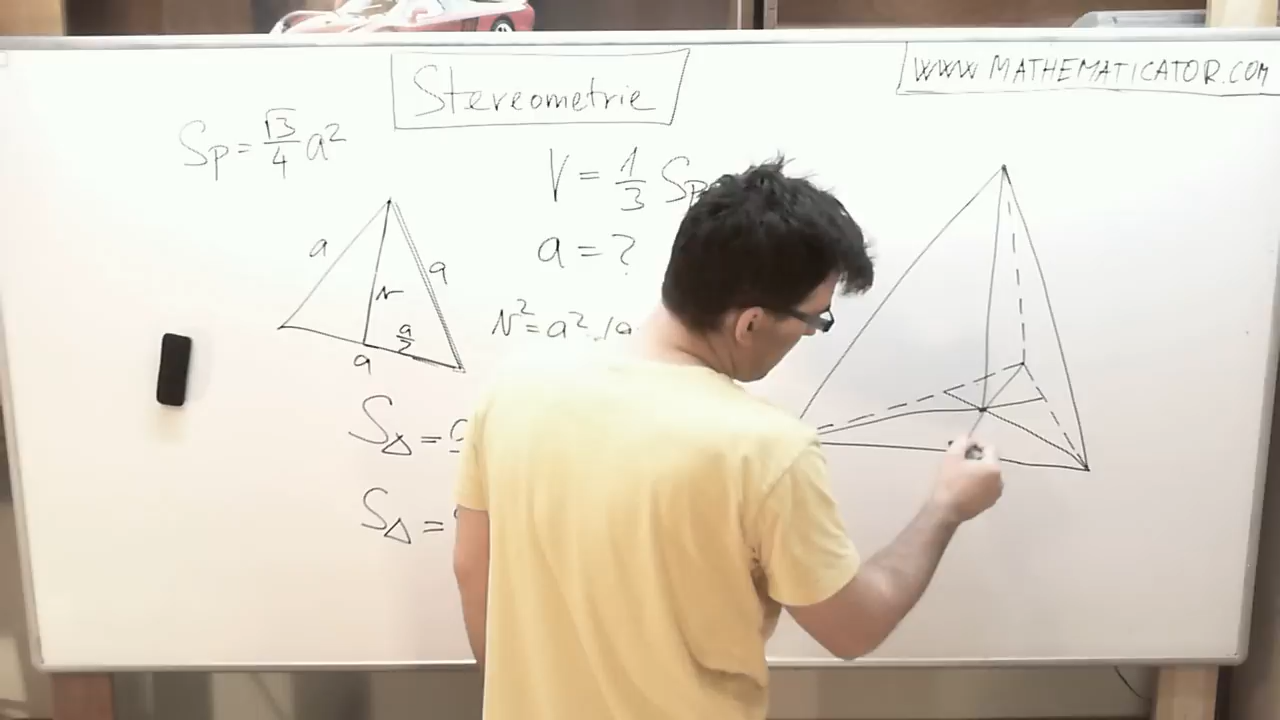 Stereometrie
WWW MATHEMATICATOR.COM
Sp = √3/4 a²
V = 1/3 Sp
a = ?
a
a
v
a/2
a
v² = a²
S△ =
S△ =